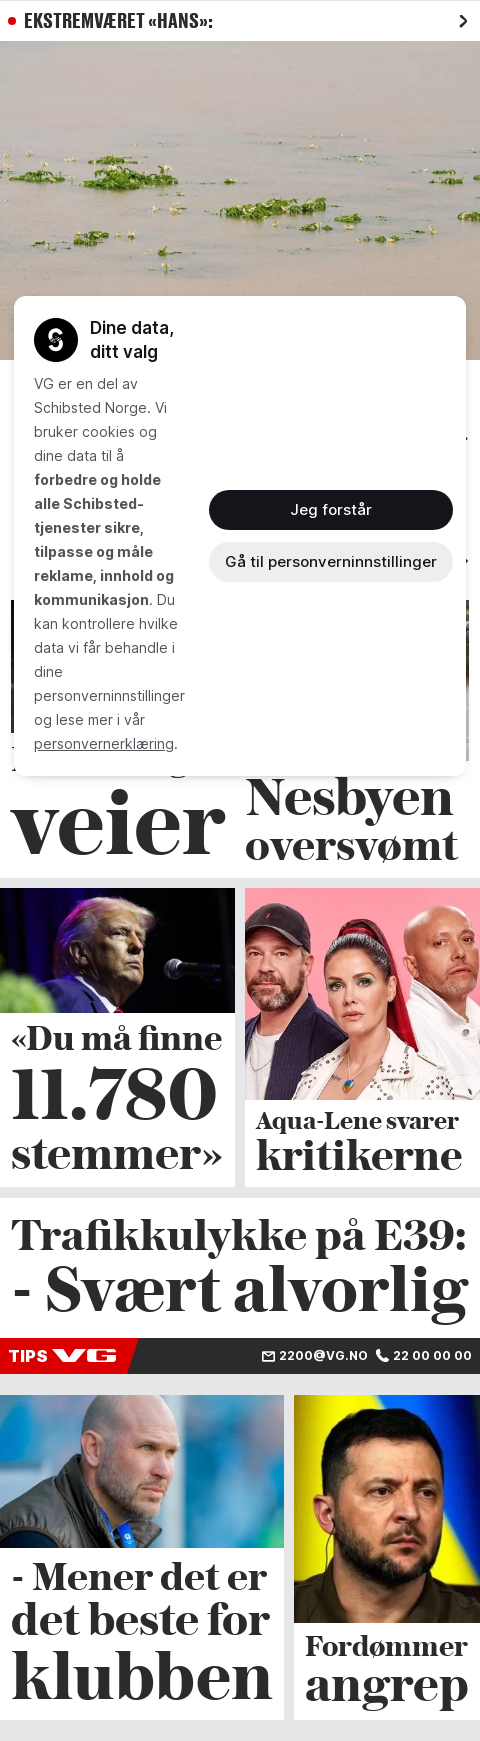 EKSTREMVÆRET «HANS»:
Dine data,
ditt valg
VG er en del av
Schibsted Norge. Vi
bruker cookies og
dine data til å
forbedre og holde
alle Schibsted-
tjenester sikre,
tilpasse og måle
reklame, innhold og
kommunikasjon. Du
kan kontrollere hvilke
data vi får behandle i
dine
personverninnstillinger
og lese mer i vår
personvernerklæring.
Jeg forstår
Gå til personverninnstillinger
veier
Nesbyen
oversvømt
«Du må finne
11.780
stemmer»
Aqua-Lene svarer
kritikerne
Trafikkulykke på E39:
- Svært alvorlig
TIPS VG 2200@VG.NO 22 00 00 00
- Mener det er
det beste for
klubben
Fordømmer
angrep